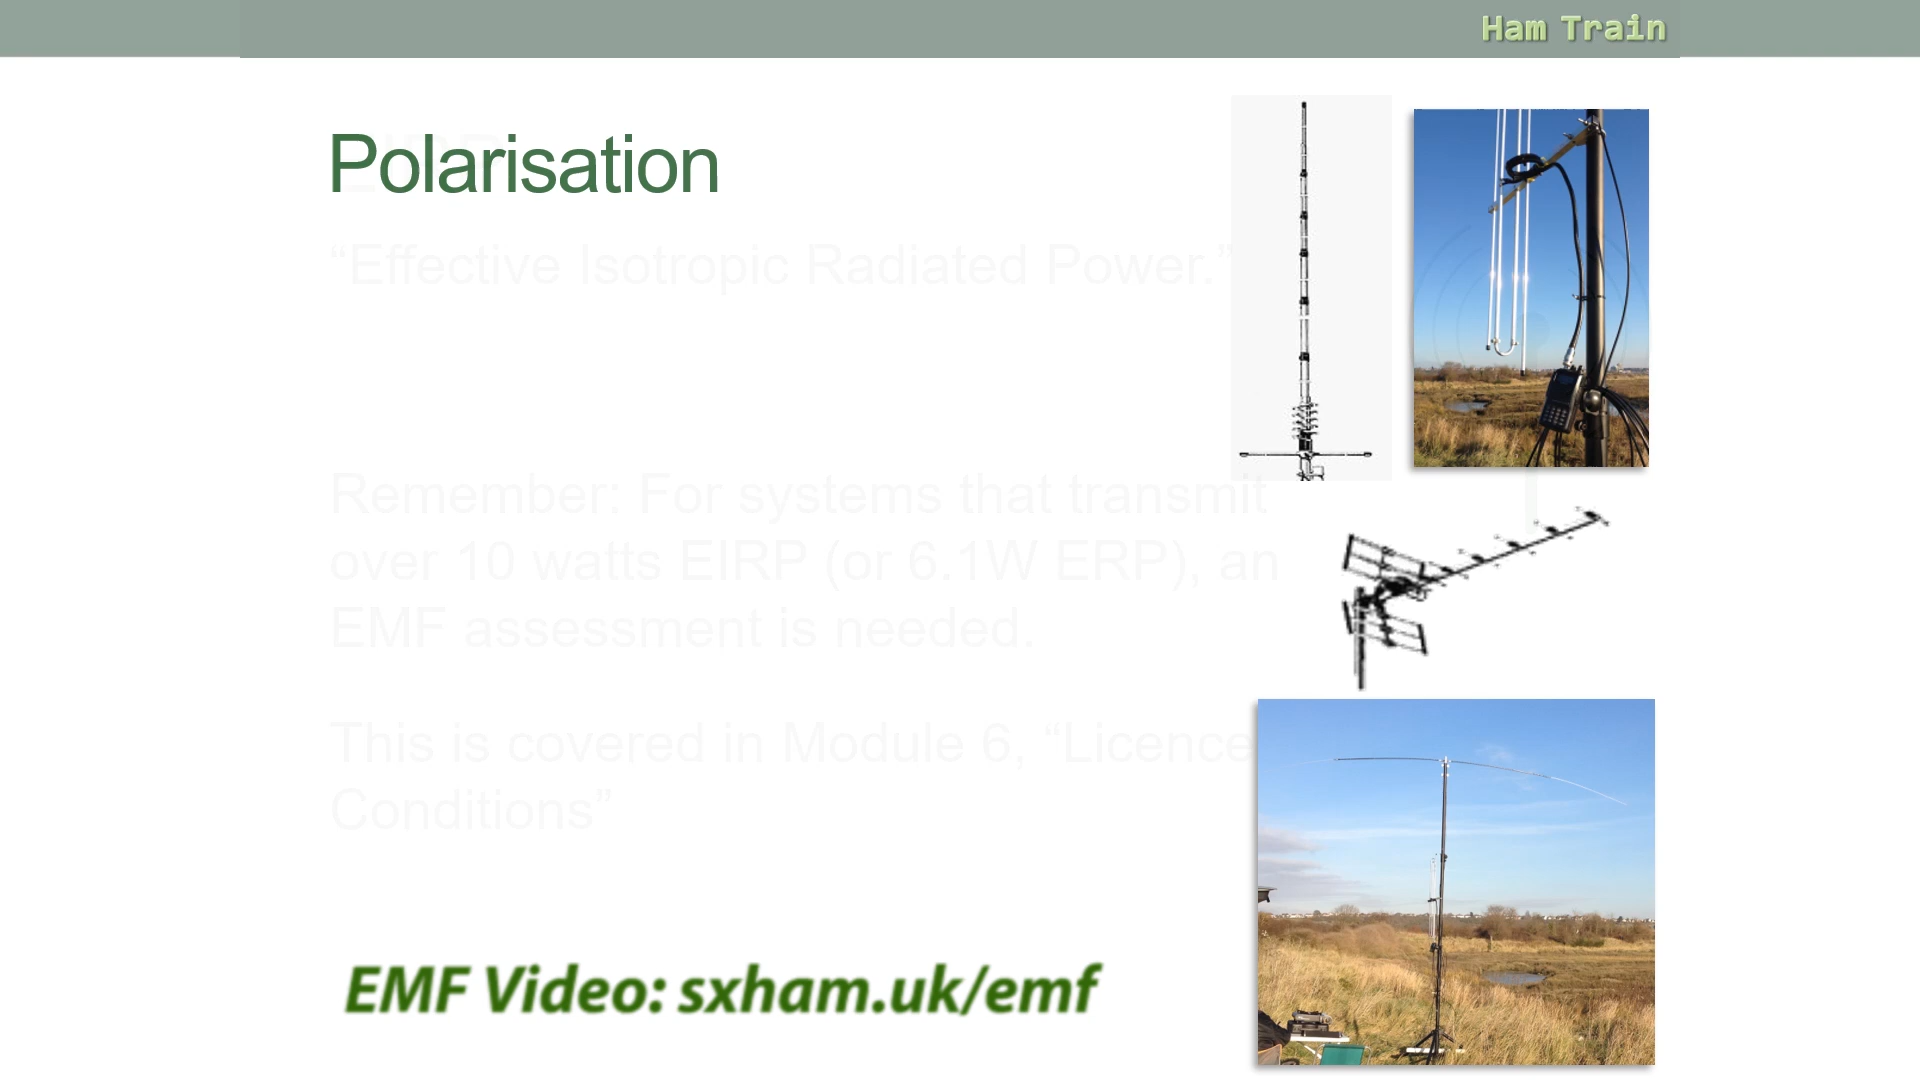 Ham Train
Polarisation
“Effective Isotropic Radiated Power.”
Remember: For systems that transmit
over 10 watts EIRP (or 6.1W ERP), an
EMF assessment is needed.
This is covered in Module 6, “Licence
Conditions”
EMF Video: sxham.uk/emf